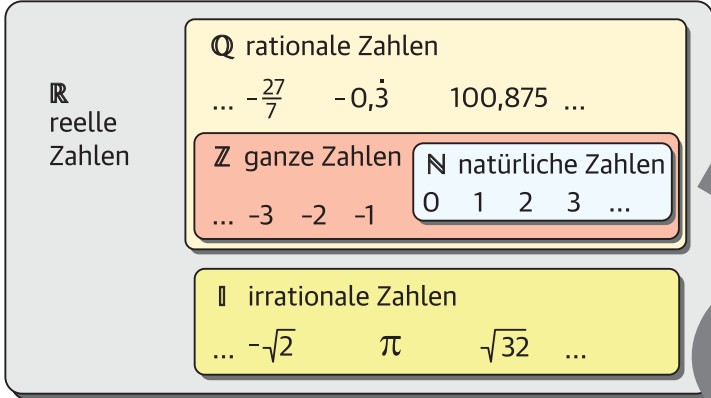 ℝ
reelle
Zahlen
ℚ rationale Zahlen
... -27/7 -0,3̇ 100,875 ...
ℤ ganze Zahlen
... -3 -2 -1
ℕ natürliche Zahlen
0 1 2 3 ...
𝕀 irrationale Zahlen
... -√2 π √32 ...